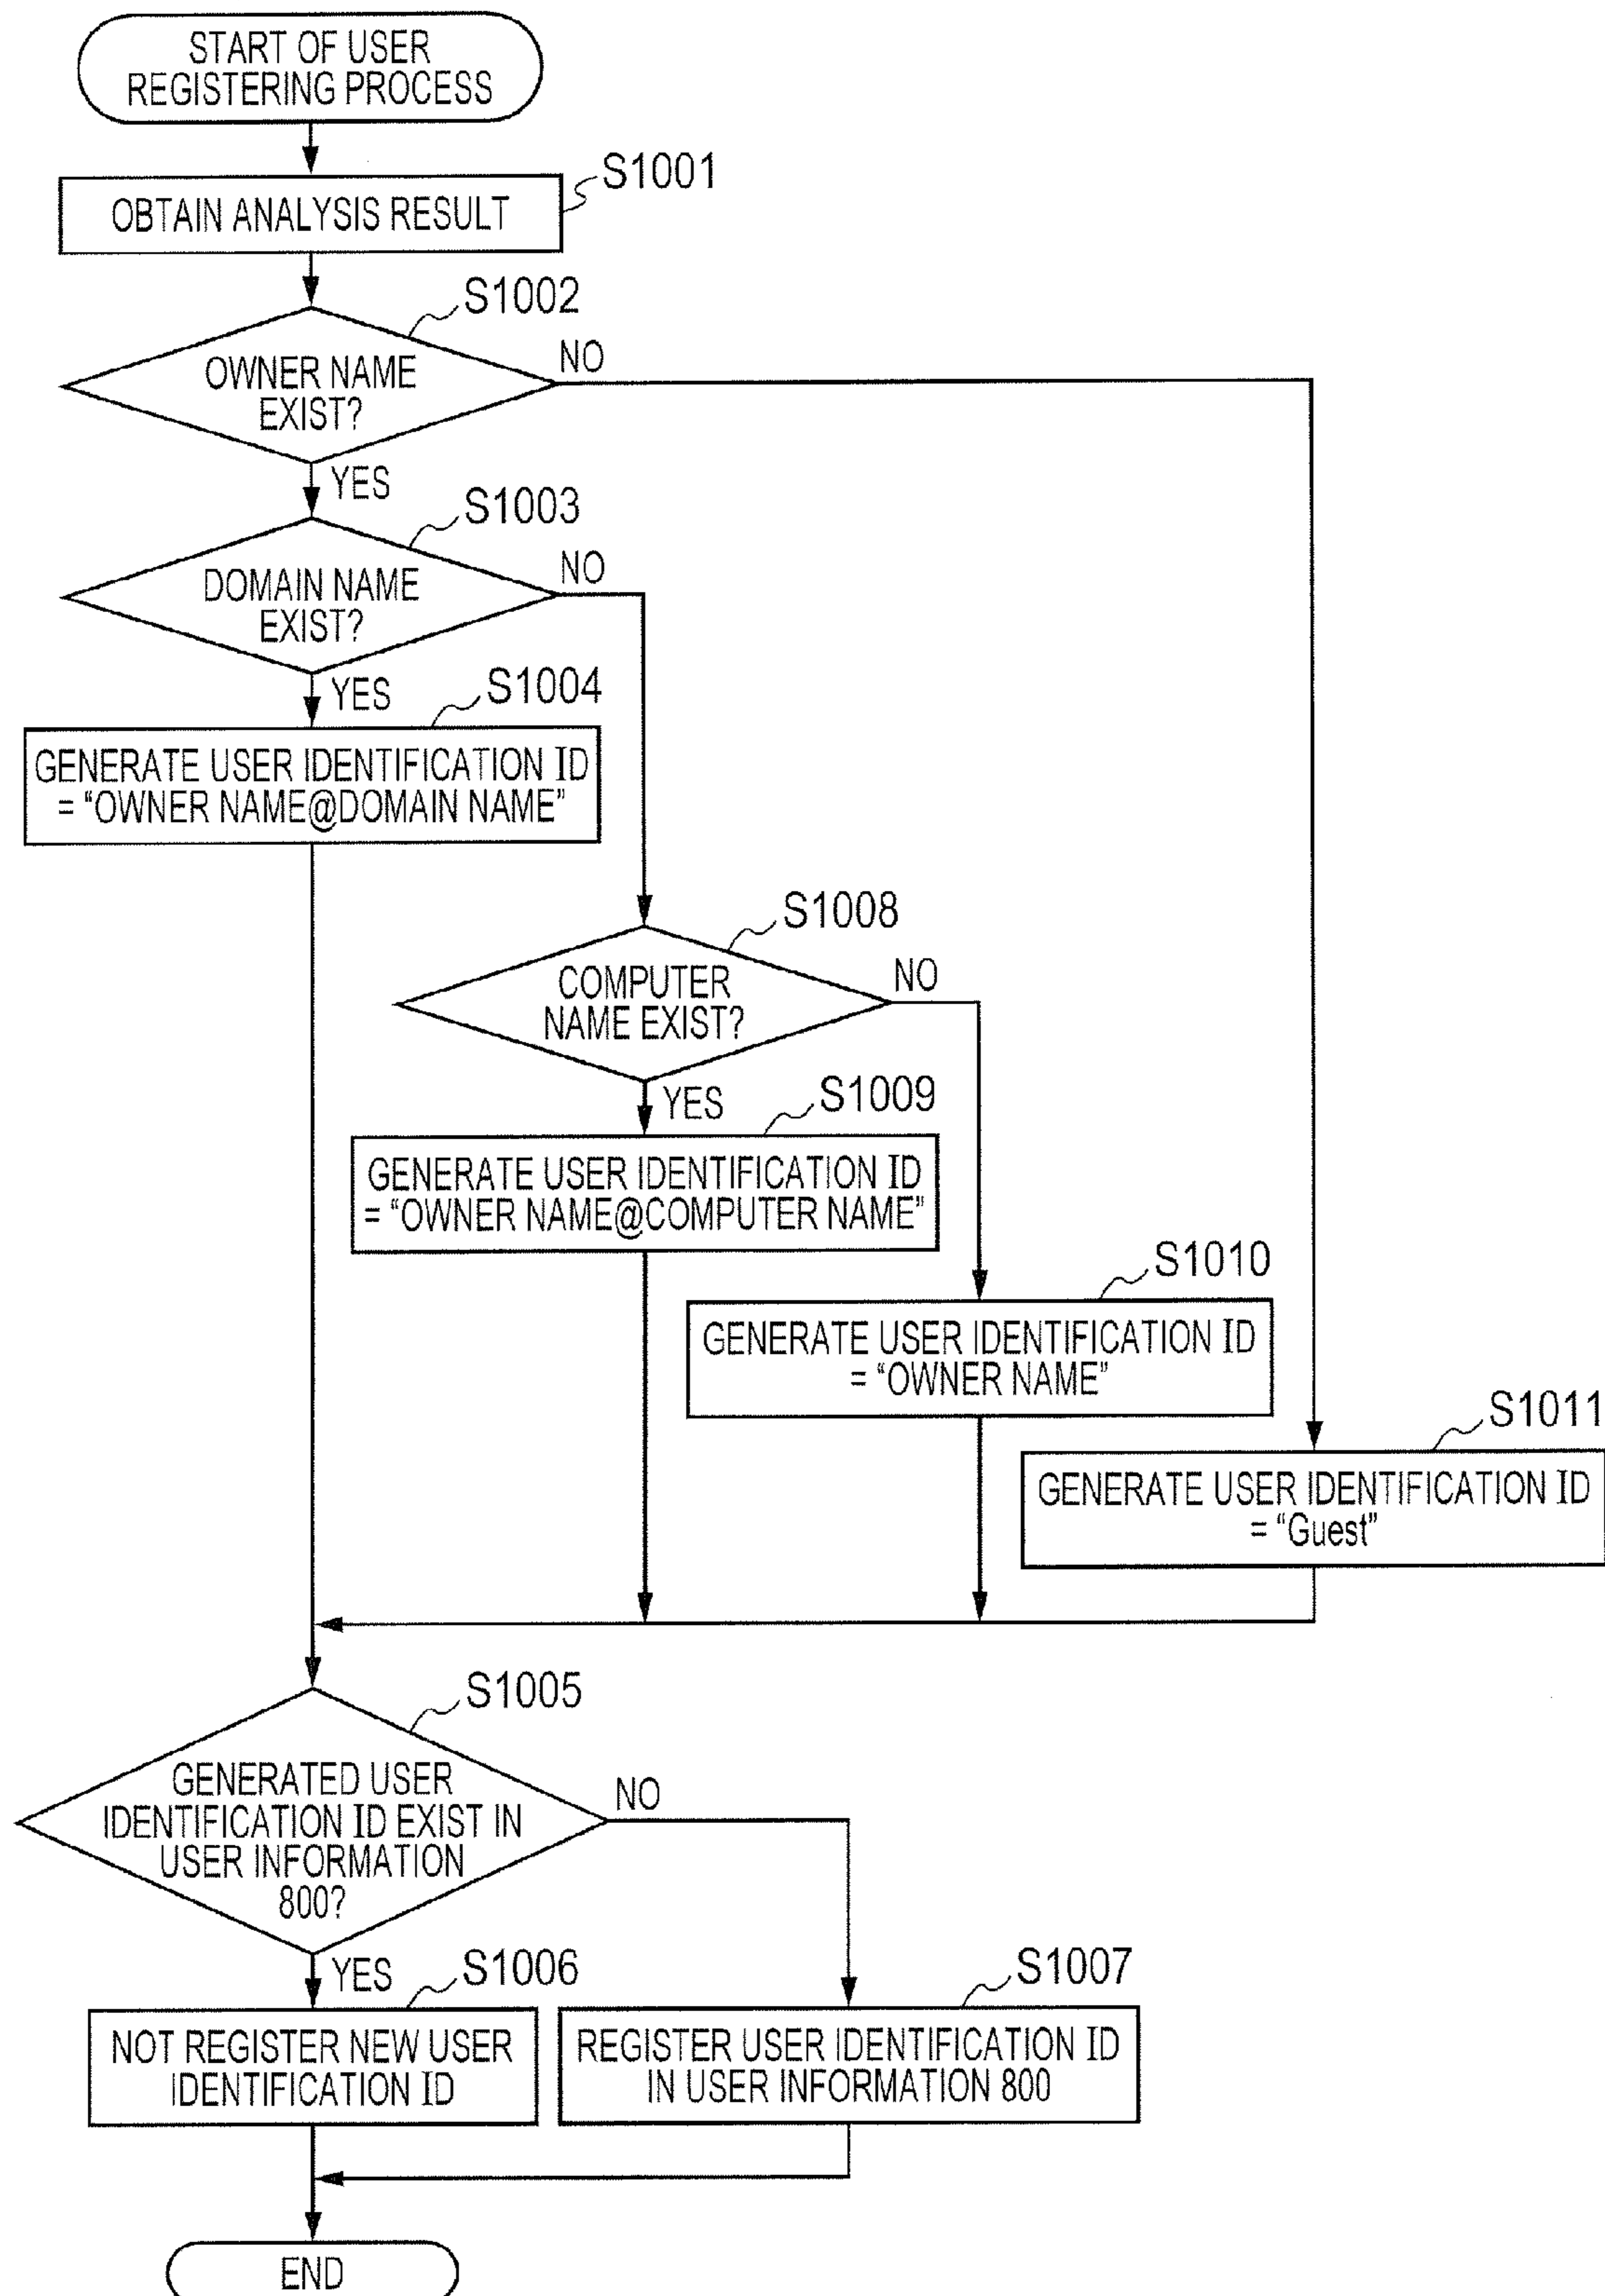 START OF USER
REGISTERING PROCESS
S1001
OBTAIN ANALYSIS RESULT
S1002
OWNER NAME
EXIST?
NO
YES
S1003
DOMAIN NAME
EXIST?
NO
YES
S1004
GENERATE USER IDENTIFICATION ID
= “OWNER NAME@DOMAIN NAME”
S1008
COMPUTER
NAME EXIST?
NO
YES
S1009
GENERATE USER IDENTIFICATION ID
= “OWNER NAME@COMPUTER NAME”
S1010
GENERATE USER IDENTIFICATION ID
= “OWNER NAME”
S1011
GENERATE USER IDENTIFICATION ID
= “Guest”
S1005
GENERATED USER
IDENTIFICATION ID EXIST IN
USER INFORMATION
800?
NO
YES
S1006
NOT REGISTER NEW USER
IDENTIFICATION ID
S1007
REGISTER USER IDENTIFICATION ID
IN USER INFORMATION 800
END